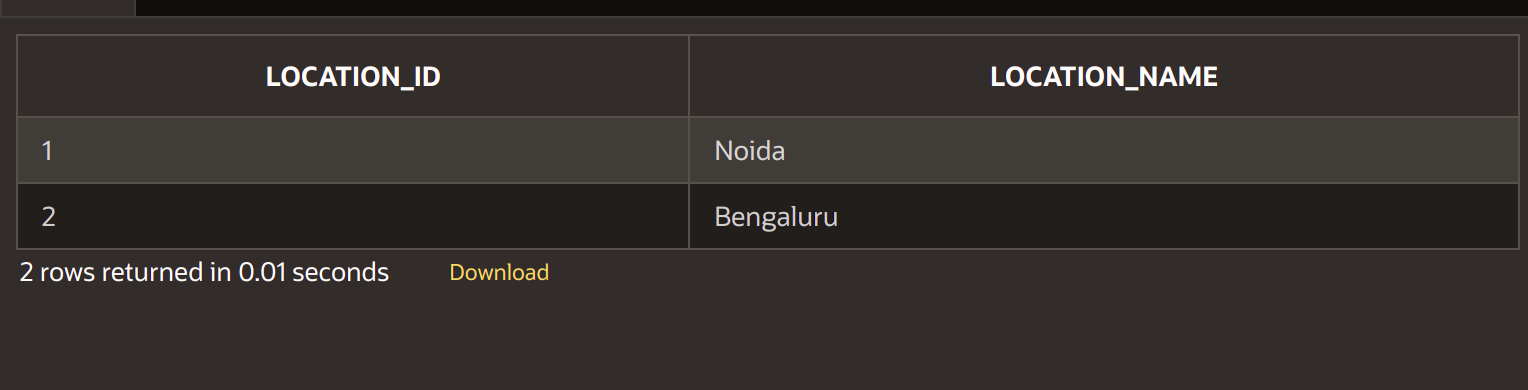 LOCATION_ID LOCATION_NAME
1 Noida
2 Bengaluru
2 rows returned in 0.01 seconds Download